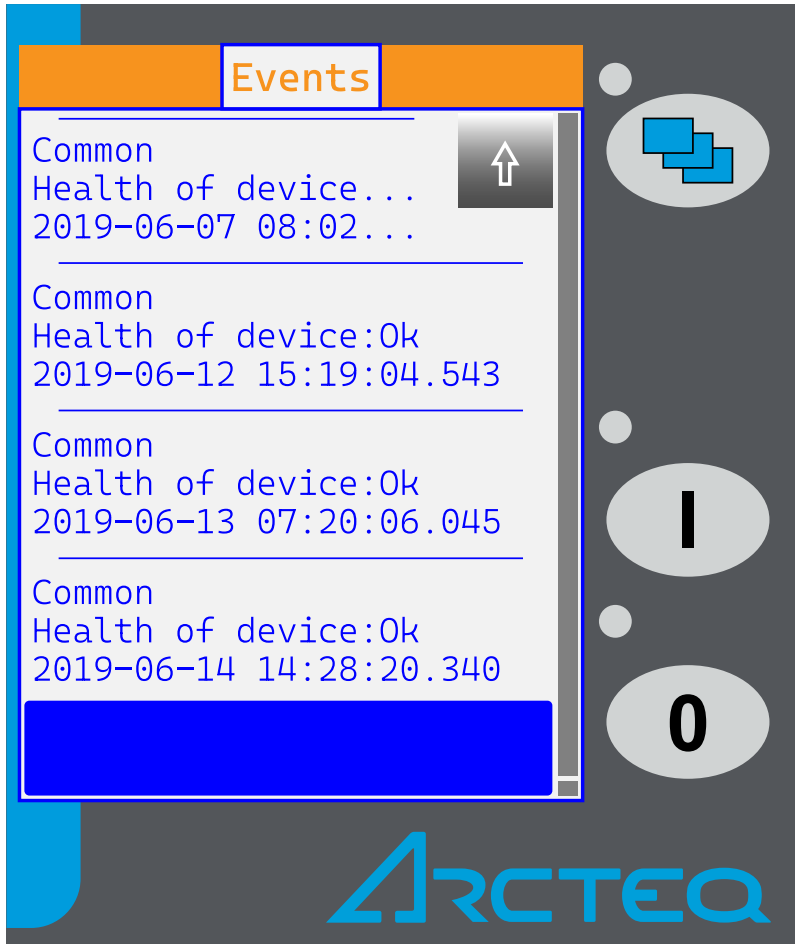 Events
Common
Health of device...
2019-06-07 08:02...
Common
Health of device:Ok
2019-06-12 15:19:04.543
Common
Health of device:Ok
2019-06-13 07:20:06.045
Common
Health of device:Ok
2019-06-14 14:28:20.340
I
0
ARCTEQ